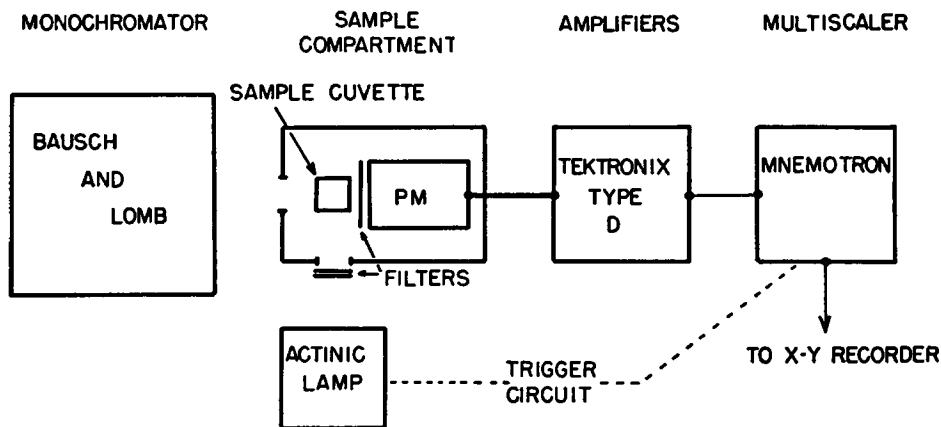 MONOCHROMATOR
SAMPLE
COMPARTMENT
AMPLIFIERS
MULTISCALER
SAMPLE CUVETTE
BAUSCH
AND
LOMB
PM
TEKTRONIX
TYPE
D
MNEMOTRON
FILTERS
ACTINIC
LAMP
TRIGGER
CIRCUIT
TO X-Y RECORDER